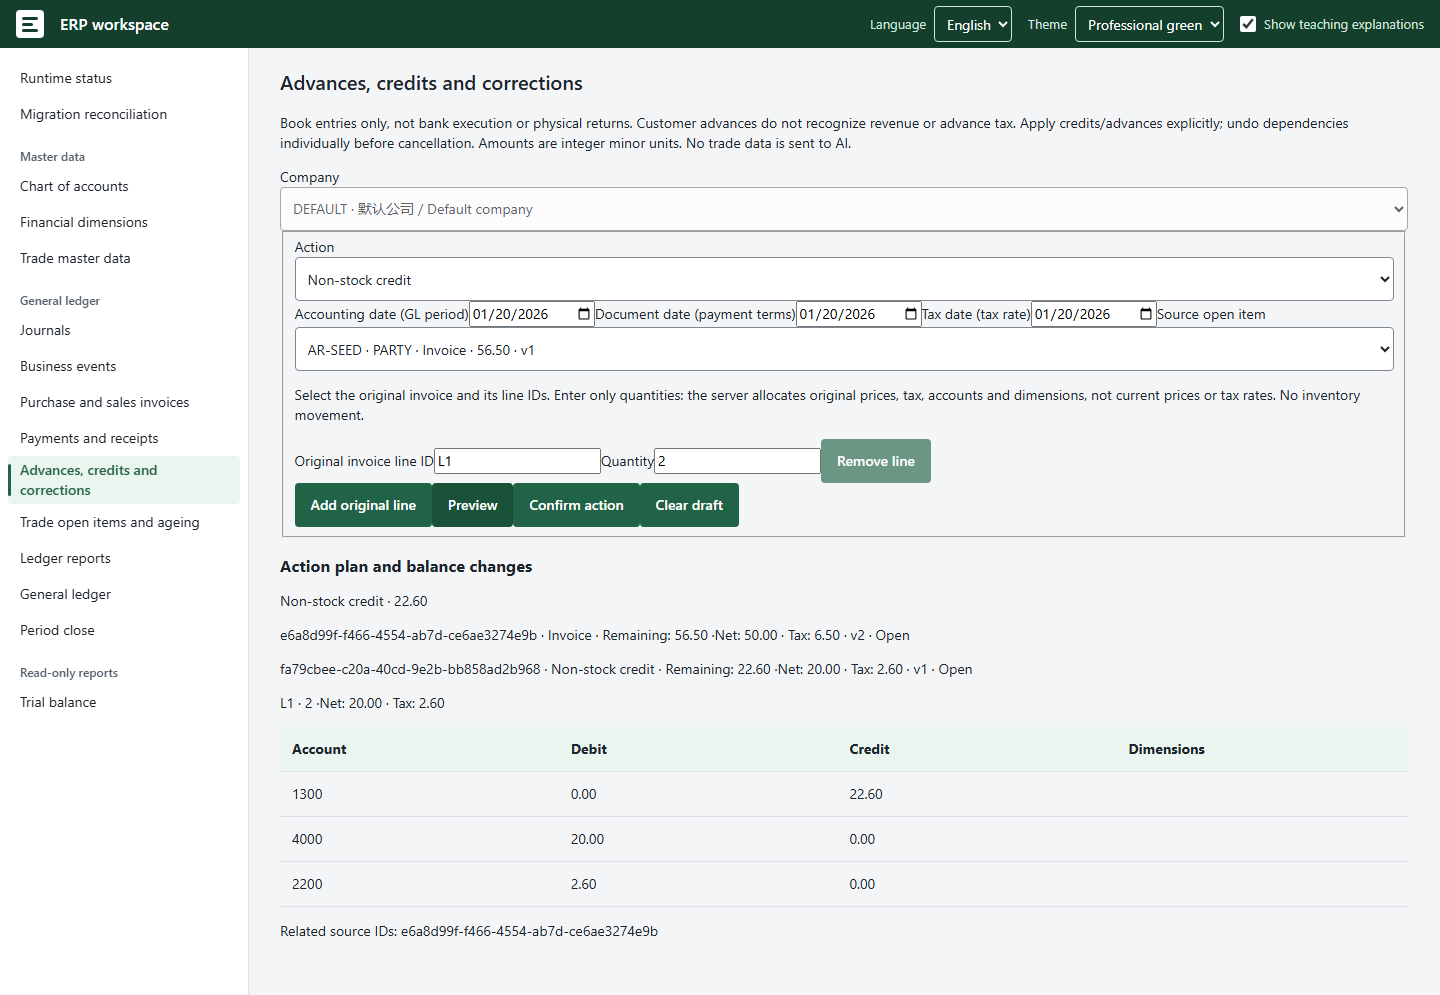 ERP workspace
Language English Theme Professional green Show teaching explanations
Runtime status
Migration reconciliation
Master data
Chart of accounts
Financial dimensions
Trade master data
General ledger
Journals
Business events
Purchase and sales invoices
Payments and receipts
Advances, credits and
corrections
Trade open items and ageing
Ledger reports
General ledger
Period close
Read-only reports
Trial balance
Advances, credits and corrections
Book entries only, not bank execution or physical returns. Customer advances do not recognize revenue or advance tax. Apply credits/advances explicitly; undo dependencies
individually before cancellation. Amounts are integer minor units. No trade data is sent to AI.
Company
DEFAULT · 默认公司 / Default company
Action
Non-stock credit
Accounting date (GL period) 01/20/2026 Document date (payment terms) 01/20/2026 Tax date (tax rate) 01/20/2026 Source open item
AR-SEED · PARTY · Invoice · 56.50 · v1
Select the original invoice and its line IDs. Enter only quantities: the server allocates original prices, tax, accounts and dimensions, not current prices or tax rates. No inventory
movement.
Original invoice line ID L1 Quantity 2 Remove line
Add original line Preview Confirm action Clear draft
Action plan and balance changes
Non-stock credit · 22.60
e6a8d99f-f466-4554-ab7d-ce6ae3274e9b · Invoice · Remaining: 56.50 ·Net: 50.00 · Tax: 6.50 · v2 · Open
fa79cbee-c20a-40cd-9e2b-bb858ad2b968 · Non-stock credit · Remaining: 22.60 ·Net: 20.00 · Tax: 2.60 · v1 · Open
L1 · 2 ·Net: 20.00 · Tax: 2.60
Account Debit Credit Dimensions
1300 0.00 22.60
4000 20.00 0.00
2200 2.60 0.00
Related source IDs: e6a8d99f-f466-4554-ab7d-ce6ae3274e9b